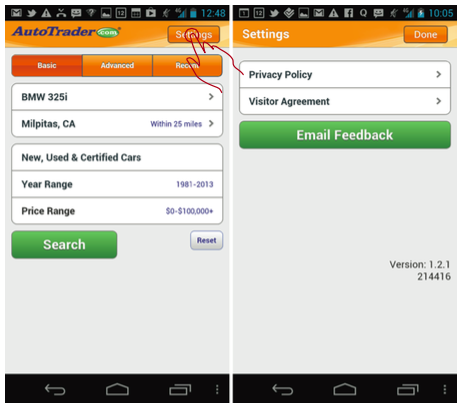 12:48
AutoTrader.com
Settings
Basic
Advanced
Recent
BMW 325i
Milpitas, CA
Within 25 miles
New, Used & Certified Cars
Year Range
1981-2013
Price Range
$0-$100,000+
Search
Reset
10:05
Settings
Done
Privacy Policy
Visitor Agreement
Email Feedback
Version: 1.2.1
214416